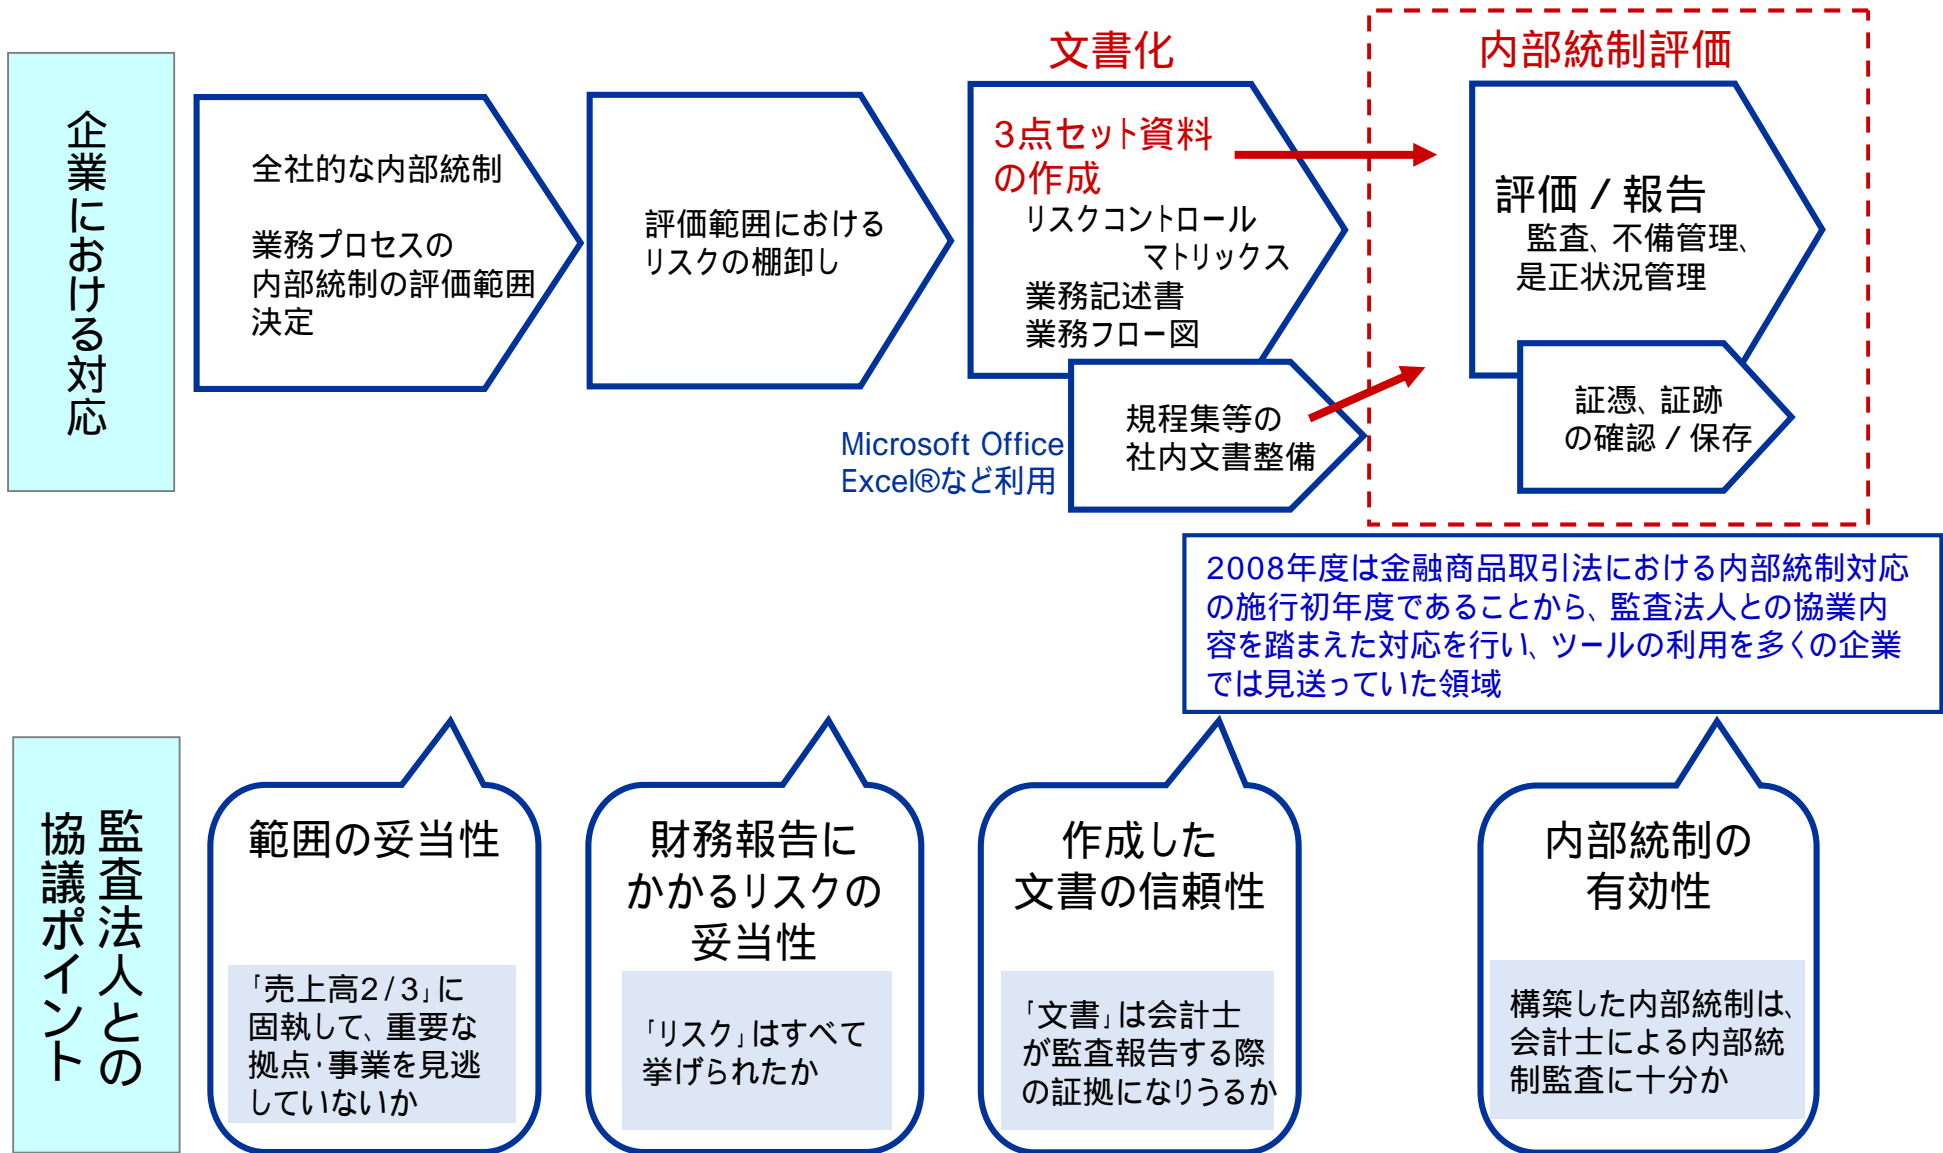 企業における対応
全社的な内部統制
業務プロセスの
内部統制の評価範囲
決定
評価範囲における
リスクの棚卸し
文書化
3点セット資料
の作成
リスクコントロール
マトリックス
業務記述書
業務フロー図
規程集等の
社内文書整備
Microsoft Office
Excel®など利用
内部統制評価
評価/報告
監査、不備管理、
是正状況管理
証憑、証跡
の確認/保存
2008年度は金融商品取引法における内部統制対応
の施行初年度であることから、監査法人との協業内
容を踏まえた対応を行い、ツールの利用を多くの企業
では見送っていた領域
監査法人との
協議ポイント
範囲の妥当性
「売上高2/3」に
固執して、重要な
拠点・事業を見逃
していないか
財務報告に
かかるリスクの
妥当性
「リスク」はすべて
挙げられたか
作成した
文書の信頼性
「文書」は会計士
が監査報告する際
の証拠になりうるか
内部統制の
有効性
構築した内部統制は、
会計士による内部統
制監査に十分か